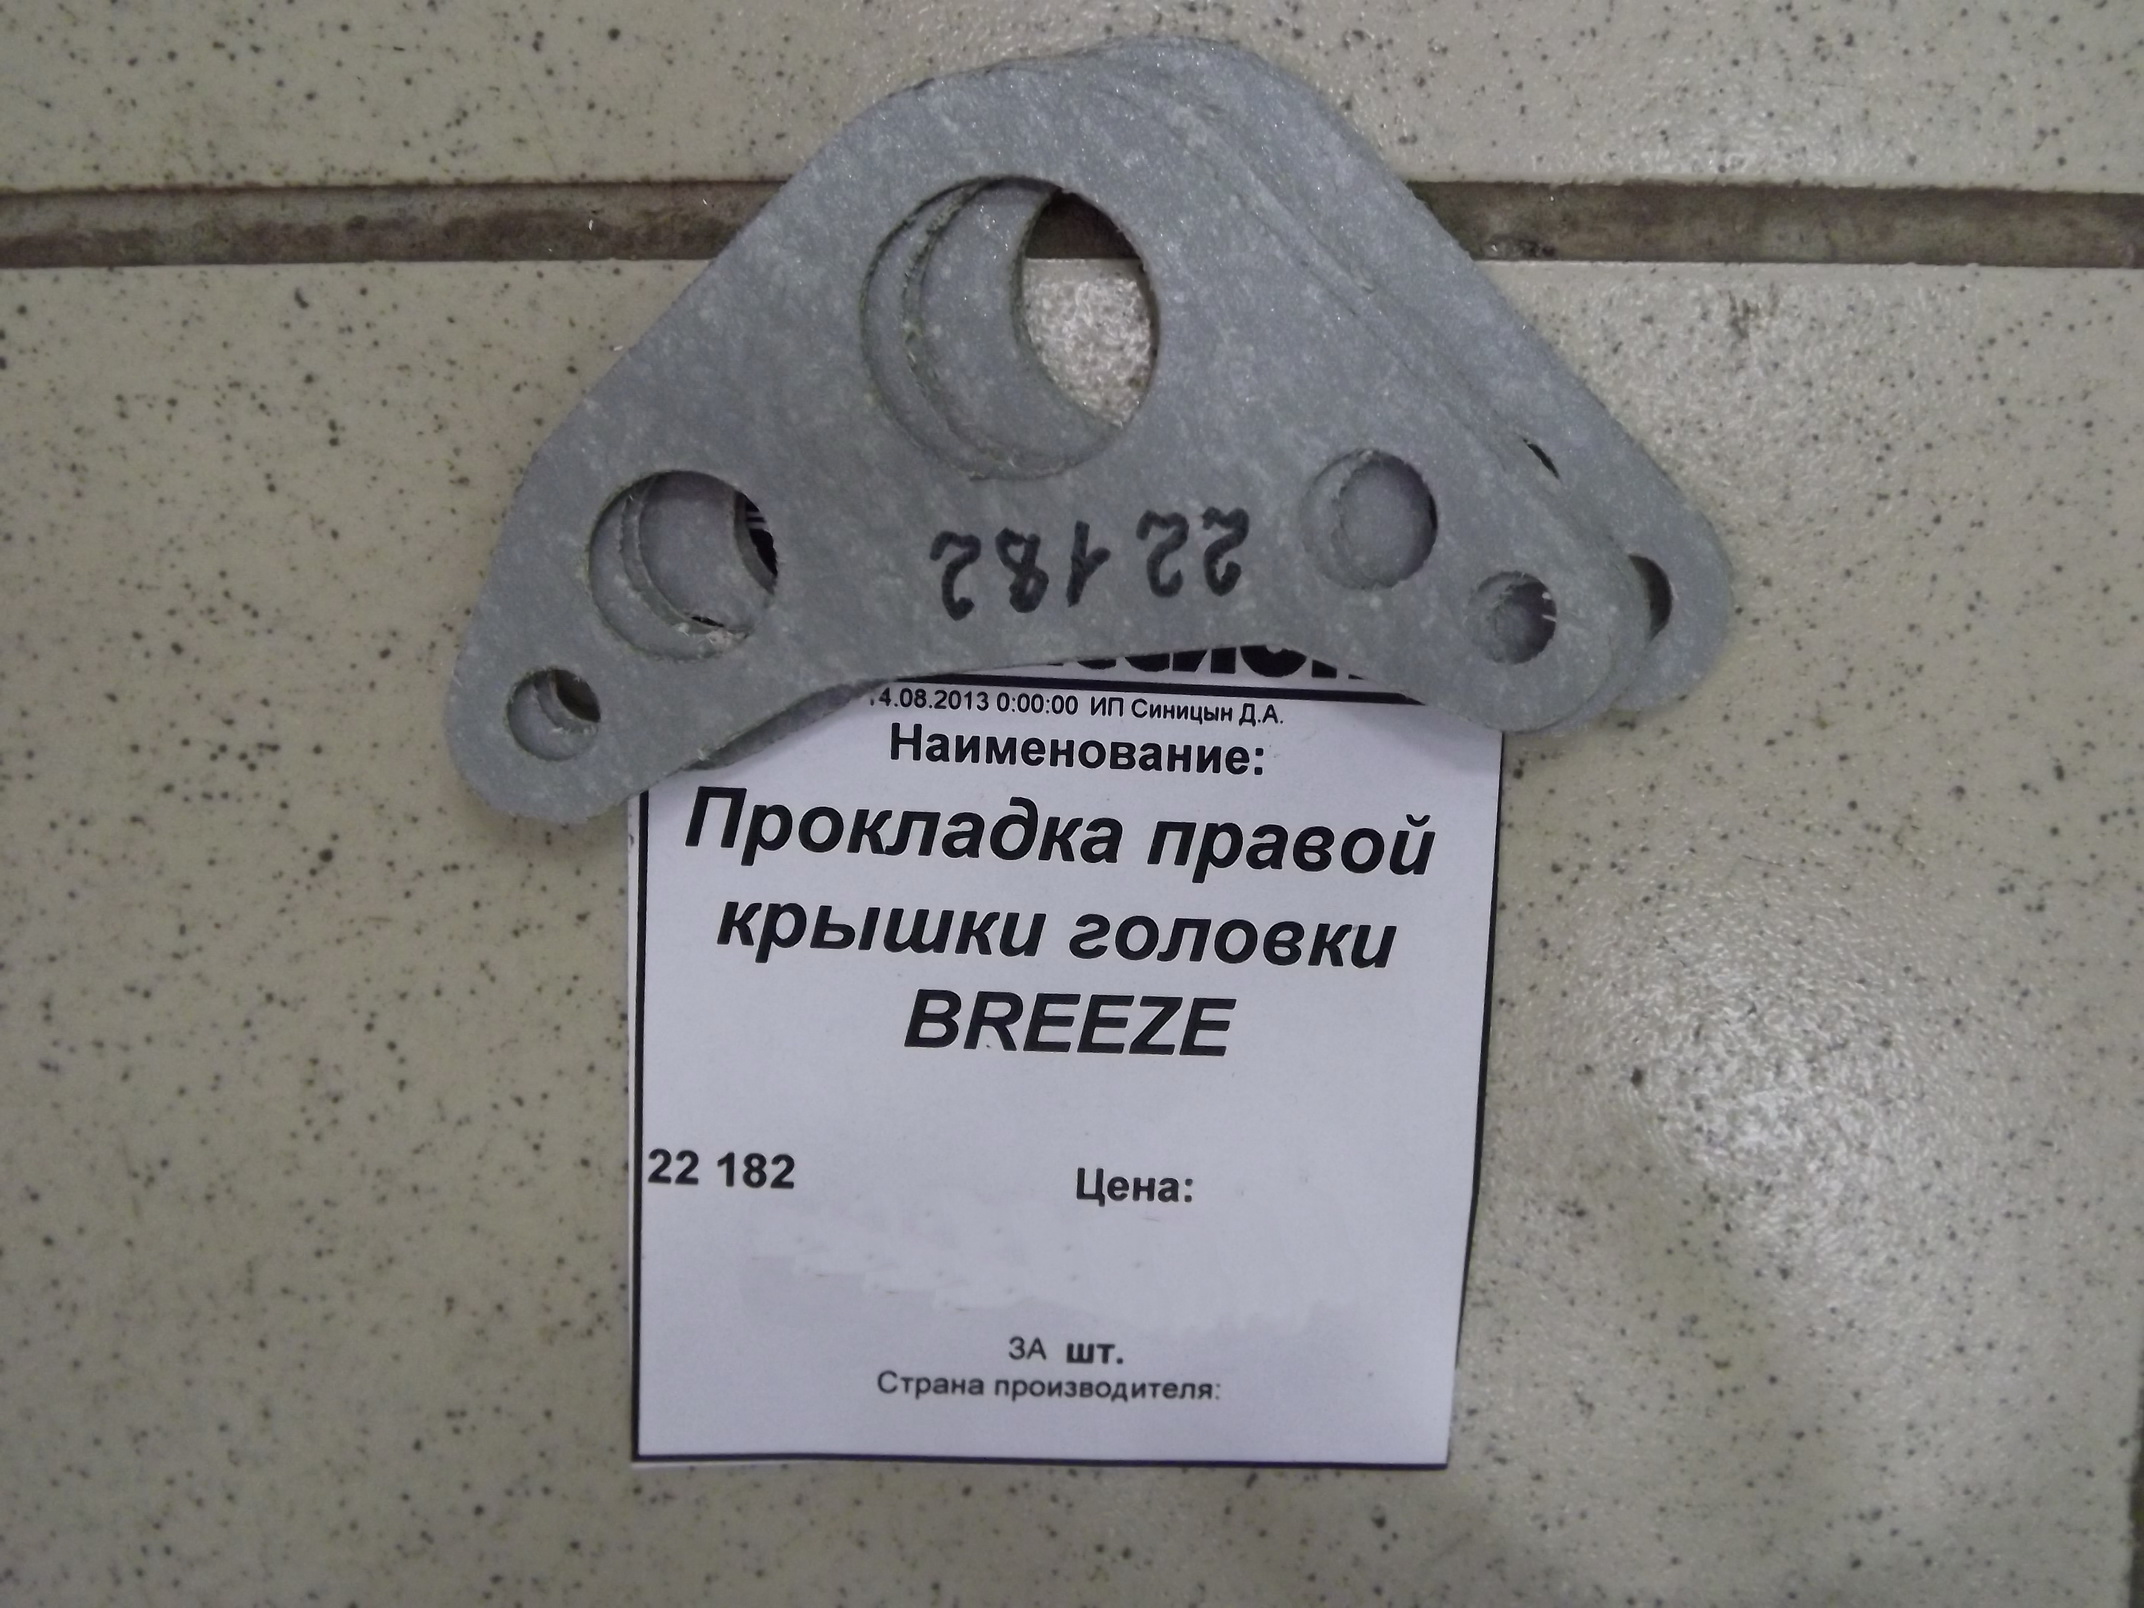 22 182
14.08.2013 0:00:00 ИП Синицын Д.А.
Наименование:
Прокладка правой
крышки головки
BREEZE
22 182 Цена:
ЗА шт.
Страна производителя: